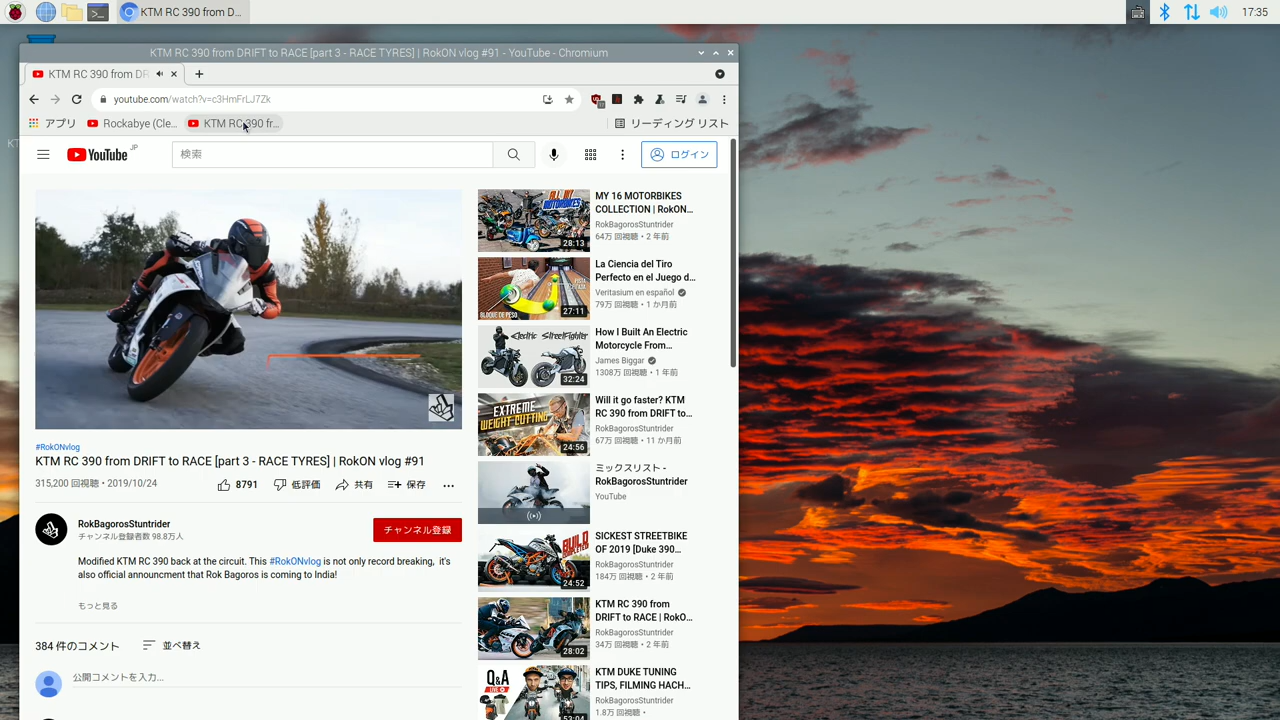 KTM RC 390 from D...
17:35
KTM RC 390 from DRIFT to RACE [part 3 - RACE TYRES] | RokON vlog #91 - YouTube - Chromium
KTM RC 390 from DR
youtube.com/watch?v=c3HmFrLJ7Zk
アプリ
Rockabye (Cle...
KTM RC 390 fr...
リーディング リスト
YouTube JP
検索
ログイン
#RokONvlog
KTM RC 390 from DRIFT to RACE [part 3 - RACE TYRES] | RokON vlog #91
315,200 回視聴・2019/10/24
8791
低評価
共有
保存
RokBagorosStuntrider
チャンネル登録者数 98.8万人
チャンネル登録
Modified KTM RC 390 back at the circuit. This #RokONvlog is not only record breaking, it's
also official announcment that Rok Bagoros is coming to India!
もっと見る
384 件のコメント
並べ替え
公開コメントを入力...
28:13
MY 16 MOTORBIKES
COLLECTION | RokON...
RokBagorosStuntrider
64万 回視聴・2 年前
BLOQUE DE PESO
27:11
La Ciencia del Tiro
Perfecto en el Juego d...
Veritasium en español
79万 回視聴・1 か月前
Electric StreetFighter
32:24
How I Built An Electric
Motorcycle From...
James Biggar
1308万 回視聴・1 年前
EXTREME
WEIGHT CUTTING
24:56
Will it go faster? KTM
RC 390 from DRIFT to...
RokBagorosStuntrider
67万 回視聴・11 か月前
ミックスリスト -
RokBagorosStuntrider
YouTube
BUILD
24:52
SICKEST STREETBIKE
OF 2019 [Duke 390...
RokBagorosStuntrider
184万 回視聴・2 年前
28:02
KTM RC 390 from
DRIFT to RACE | RokO...
RokBagorosStuntrider
34万 回視聴・2 年前
Q&A
LIVE
53:04
KTM DUKE TUNING
TIPS, FILMING HACH...
RokBagorosStuntrider
1.8万 回視聴・